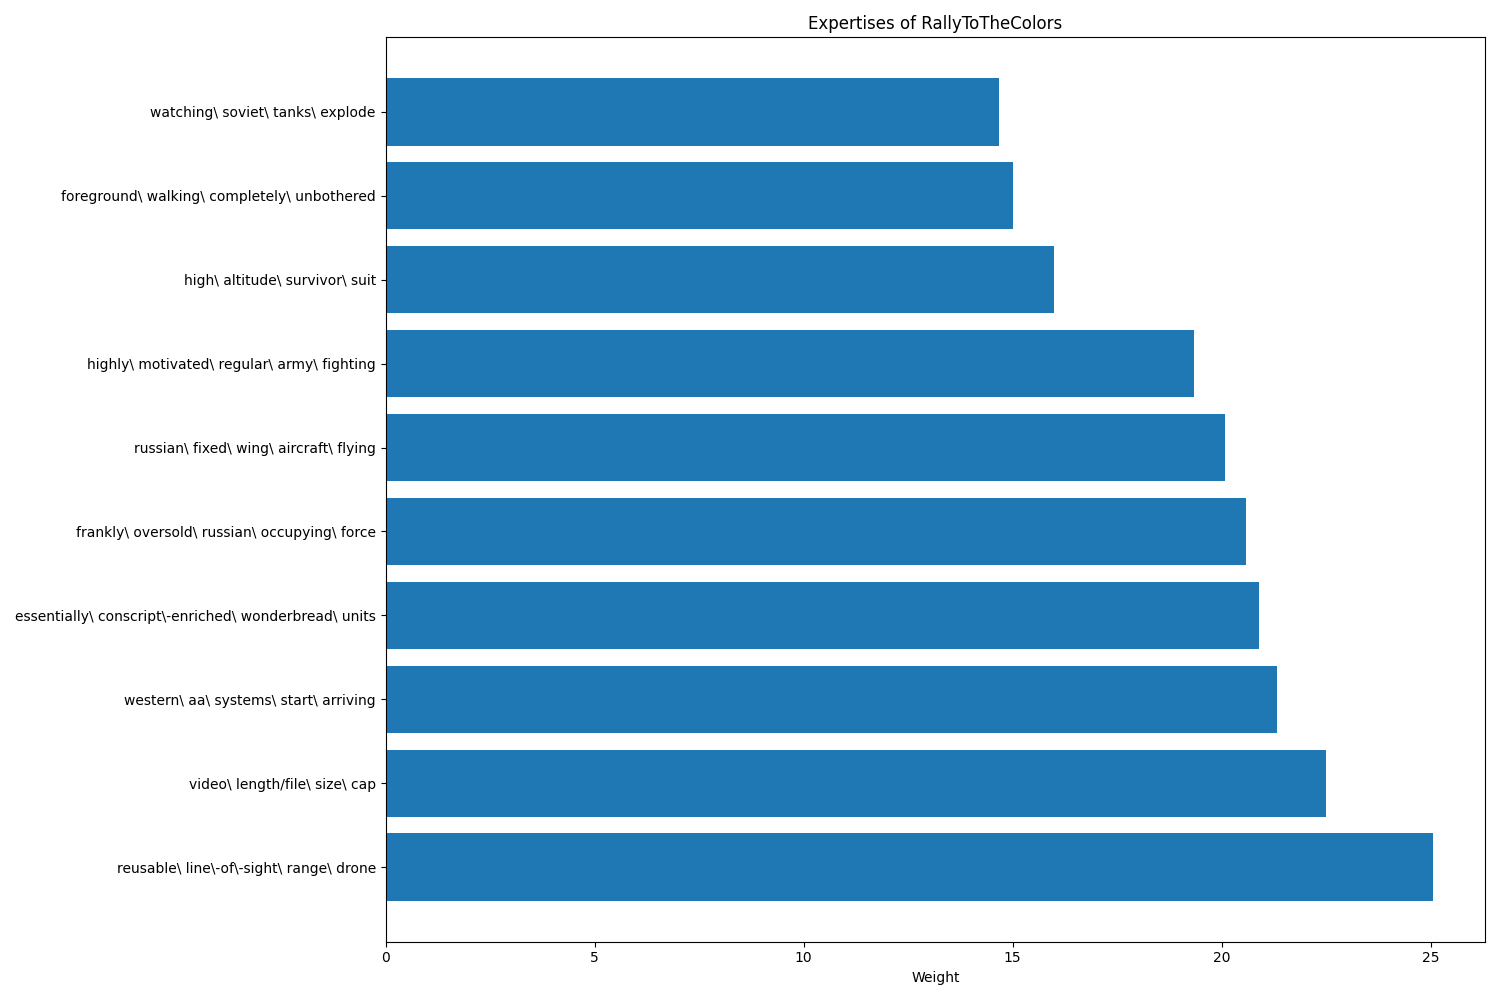 Expertises of RallyToTheColors
watching\ soviet\ tanks\ explode
foreground\ walking\ completely\ unbothered
high\ altitude\ survivor\ suit
highly\ motivated\ regular\ army\ fighting
russian\ fixed\ wing\ aircraft\ flying
frankly\ oversold\ russian\ occupying\ force
essentially\ conscript\-enriched\ wonderbread\ units
western\ aa\ systems\ start\ arriving
video\ length/file\ size\ cap
reusable\ line\-of\-sight\ range\ drone
0 5 10 15 20 25
Weight